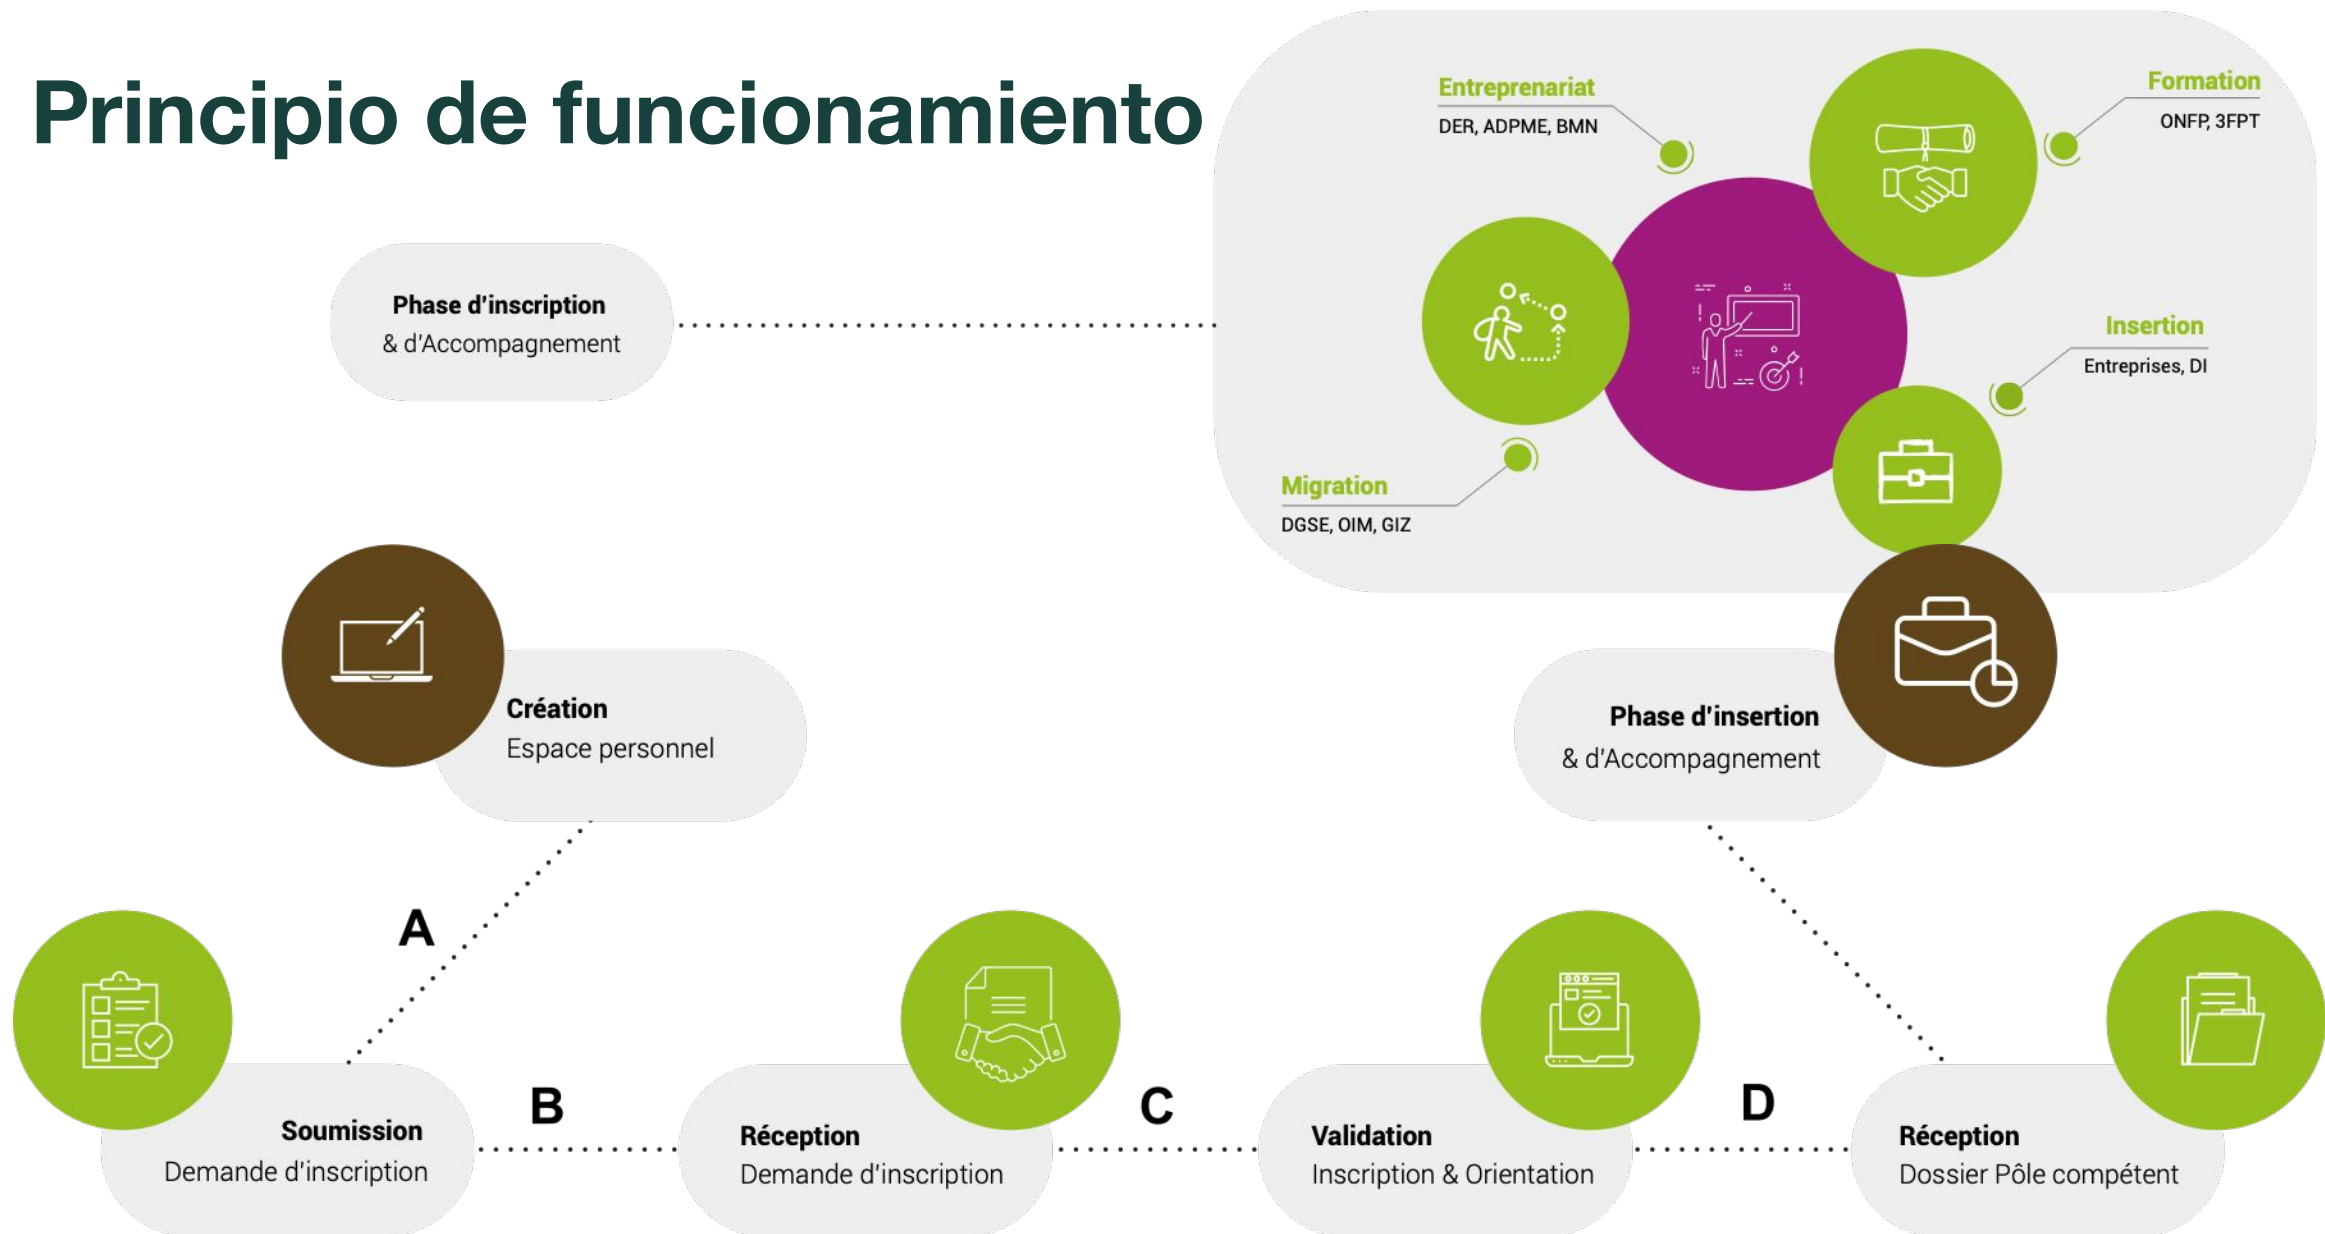 Principio de funcionamiento
Entreprenariat
DER, ADPME, BMN
Formation
ONFP, 3FPT
Phase d'inscription
& d'Accompagnement
Insertion
Entreprises, DI
Migration
DGSE, OIM, GIZ
Création
Espace personnel
Phase d'insertion
& d'Accompagnement
A
Soumission
Demande d'inscription
B
Réception
Demande d'inscription
C
Validation
Inscription & Orientation
D
Réception
Dossier Pôle compétent